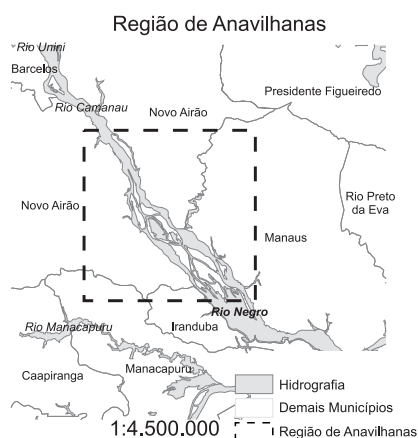 Região de Anavilhanas
Rio Unini
Barcelos
Rio Camanau
Novo Airão
Presidente Figueiredo
Novo Airão
Rio Preto
da Eva
Manaus
Rio Negro
Rio Manacapuru
Iranduba
Caapiranga
Manacapuru
Hidrografia
Demais Municípios
1:4.500.000
Região de Anavilhanas